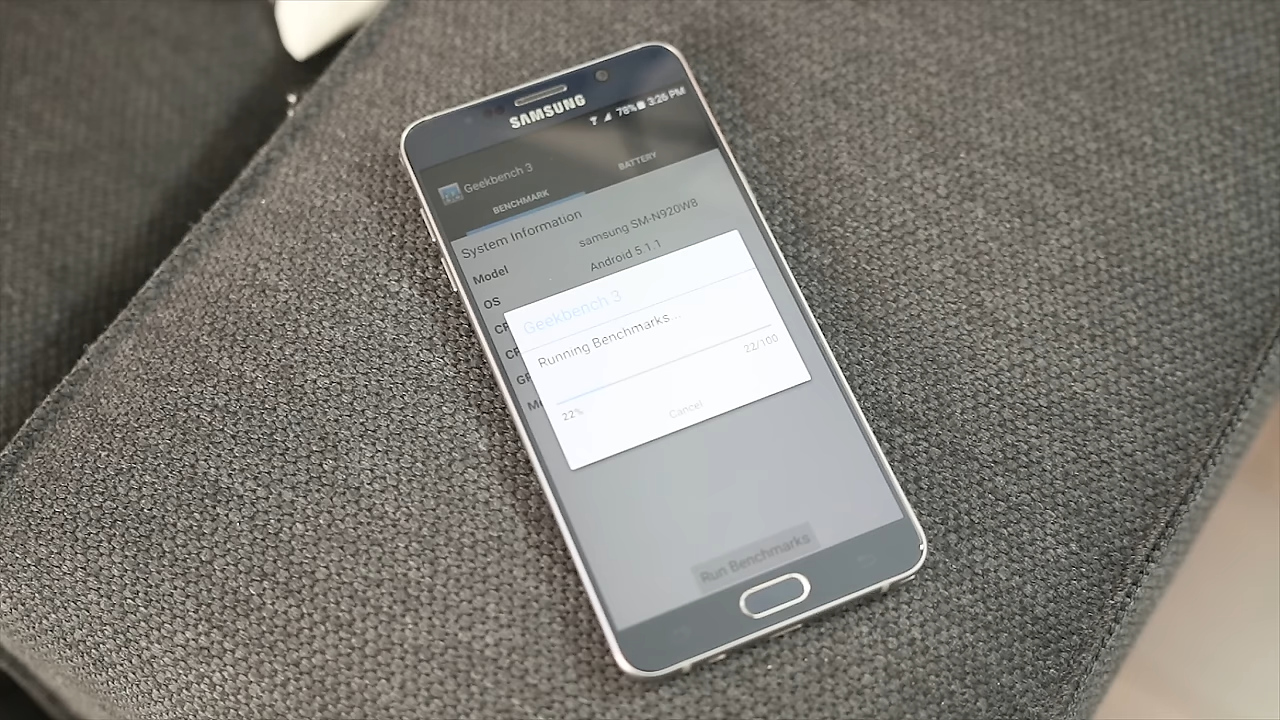 SAMSUNG
78% 3:26 PM
Geekbench 3
BENCHMARK BATTERY
System Information
Model samsung SM-N920W8
OS Android 5.1.1
Geekbench 3
Running Benchmarks...
22% 22/100
Cancel
Run Benchmarks